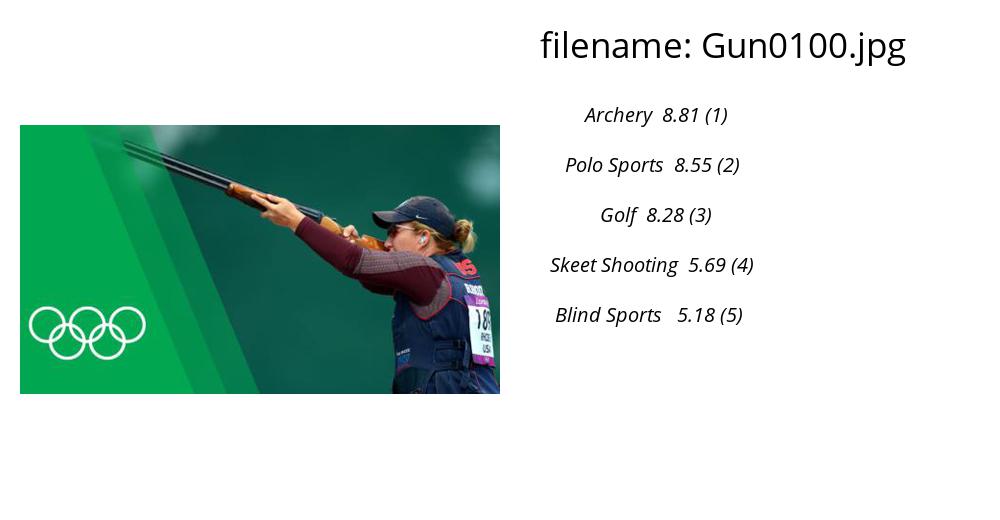 filename: Gun0100.jpg
Archery 8.81 (1)
Polo Sports 8.55 (2)
Golf 8.28 (3)
Skeet Shooting 5.69 (4)
Blind Sports 5.18 (5)
USA